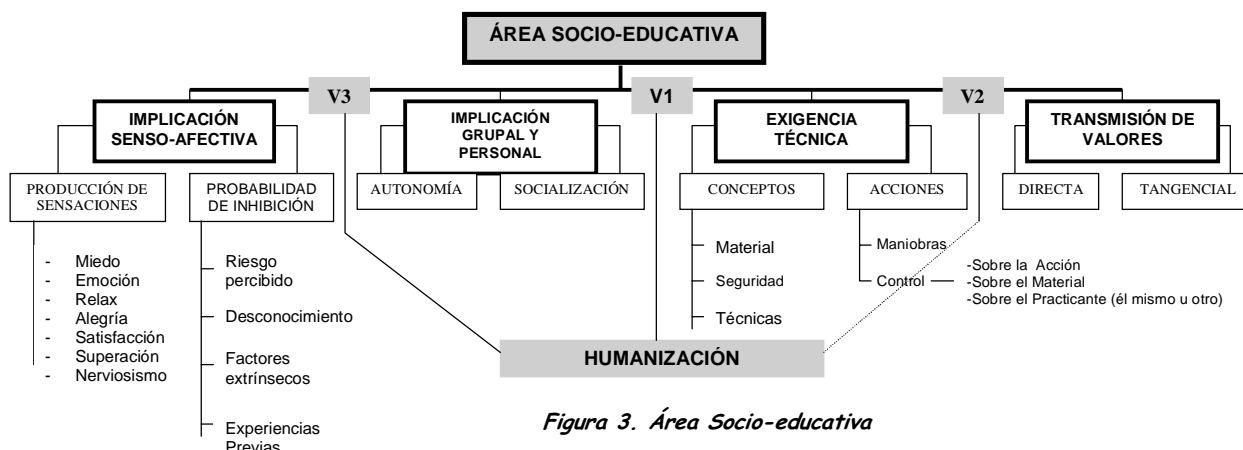 ÁREA SOCIO-EDUCATIVA
V3
V1
V2
IMPLICACIÓN
SENSO-AFECTIVA
IMPLICACIÓN
GRUPAL Y
PERSONAL
EXIGENCIA
TÉCNICA
TRANSMISIÓN DE
VALORES
PRODUCCIÓN DE
SENSACIONES
PROBABILIDAD
DE INHIBICIÓN
AUTONOMÍA
SOCIALIZACIÓN
CONCEPTOS
ACCIONES
DIRECTA
TANGENCIAL
- Miedo
- Emoción
- Relax
- Alegría
- Satisfacción
- Superación
- Nerviosismo
Riesgo
percibido
Desconocimiento
Factores
extrínsecos
Experiencias
Previas
Material
Seguridad
Técnicas
Maniobras
Control
-Sobre la Acción
-Sobre el Material
-Sobre el Practicante (él mismo u otro)
HUMANIZACIÓN
Figura 3. Área Socio-educativa